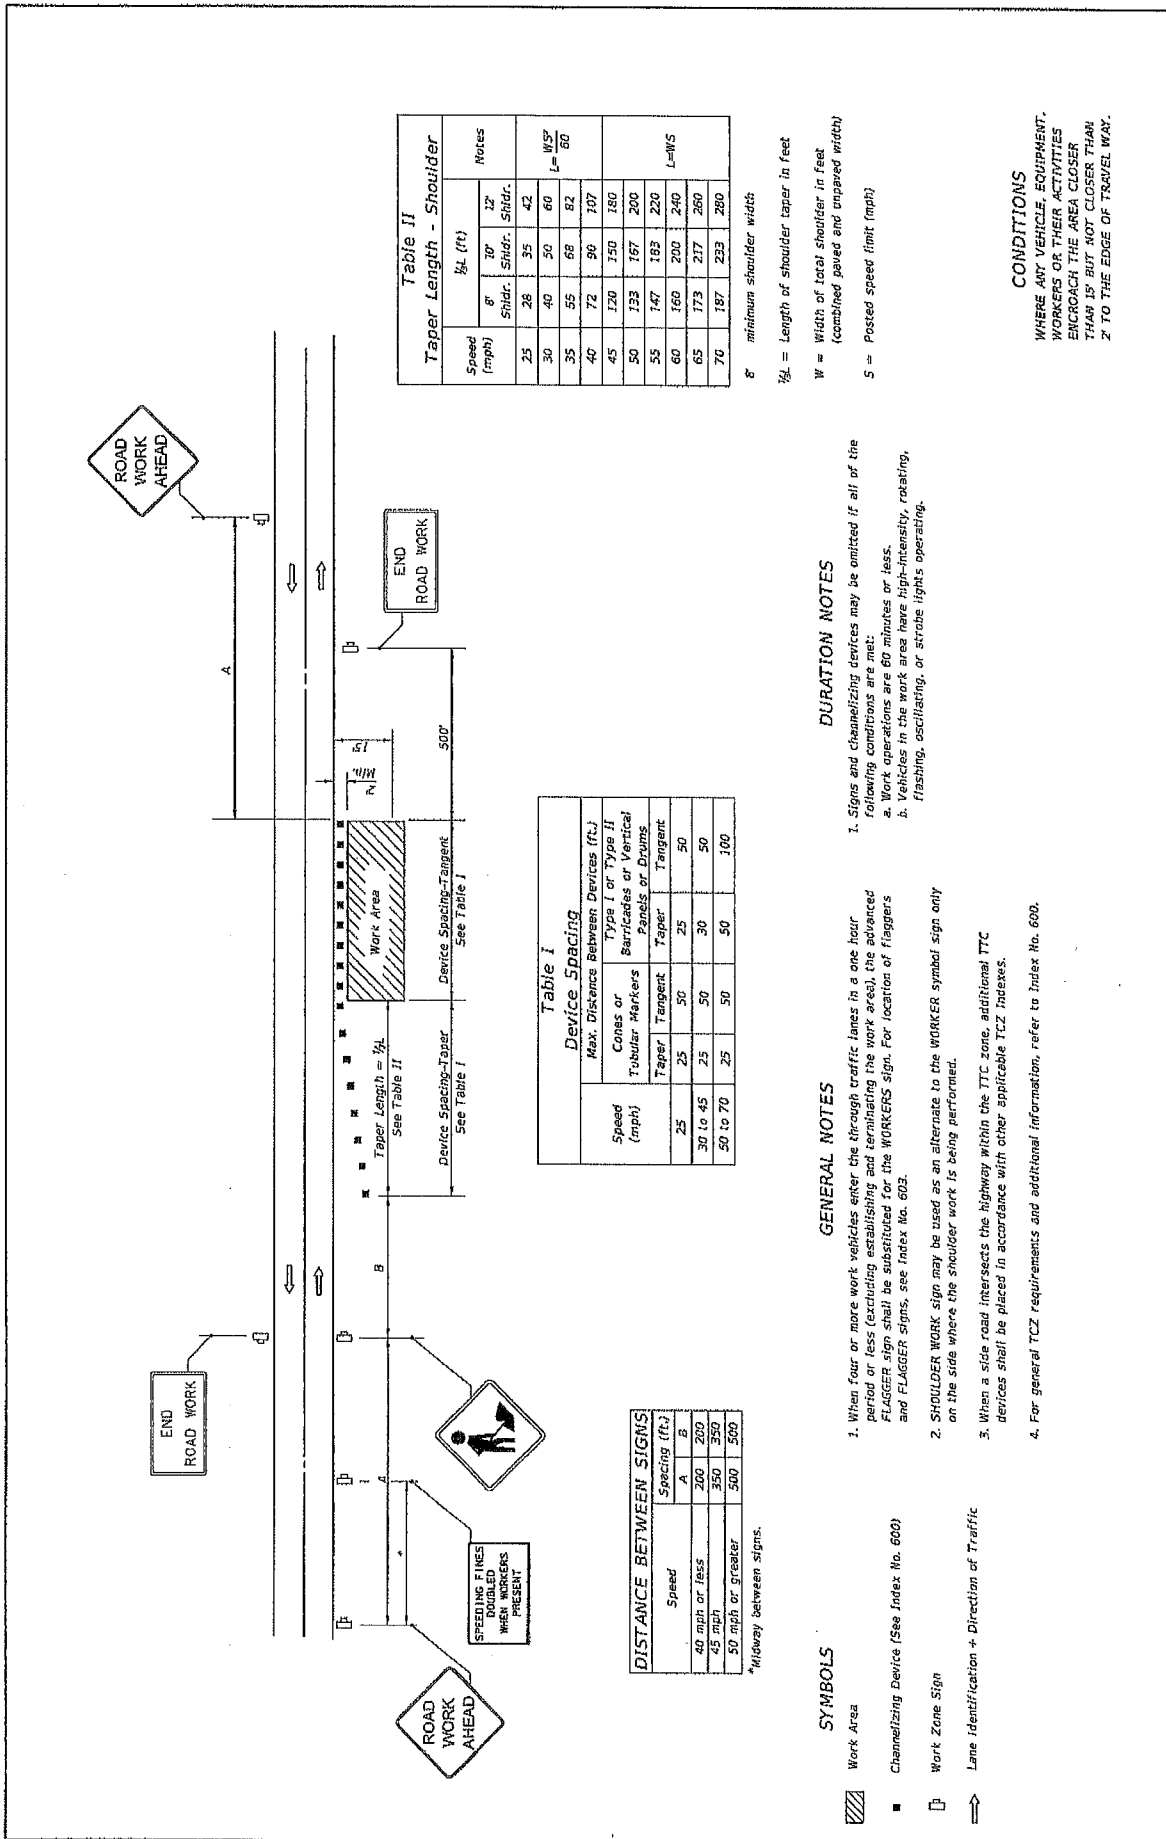 END
ROAD WORK
ROAD
WORK
AHEAD
ROAD
WORK
AHEAD
SPEEDING FINES
DOUBLED
WHEN WORKERS
PRESENT
*
A
B
A
Work Area
Taper Length = ⅓L
See Table II
Device Spacing-Taper
See Table I
Device Spacing-Tangent
See Table I
2' Min.
15'
500'
END
ROAD WORK
DISTANCE BETWEEN SIGNS
Speed Spacing (ft.)
A B
40 mph or less 200 200
45 mph 350 350
50 mph or greater 500 500
*Midway between signs.
Table I
Device Spacing
Speed (mph) Max. Distance Between Devices (ft.)
Cones or Tubular Markers Type I or Type II Barricades or Vertical Panels or Drums
Taper Tangent Taper Tangent
25 25 50 25 50
30 to 45 25 50 30 50
50 to 70 25 50 50 100
Table II
Taper Length - Shoulder
Speed (mph) ⅓L (ft) Notes
8' Shldr. 10' Shldr. 12' Shldr.
25 28 35 42 L= WS²/60
30 40 50 60
35 55 68 82
40 72 90 107
45 120 150 180 L=WS
50 133 167 200
55 147 183 220
60 160 200 240
65 173 217 260
70 187 233 280
8' minimum shoulder width
⅓L = Length of shoulder taper in feet
W = Width of total shoulder in feet
(combined paved and unpaved width)
S = Posted speed limit (mph)
SYMBOLS
Work Area
Channelizing Device (See Index No. 600)
Work Zone Sign
Lane Identification + Direction of Traffic
GENERAL NOTES
1. When four or more work vehicles enter the through traffic lanes in a one hour
period or less (excluding establishing and terminating the work area), the advanced
FLAGGER sign shall be substituted for the WORKERS sign. For location of flaggers
and FLAGGER signs, see Index No. 603.
2. SHOULDER WORK sign may be used as an alternate to the WORKER symbol sign only
on the side where the shoulder work is being performed.
3. When a side road intersects the highway within the TTC zone, additional TTC
devices shall be placed in accordance with other applicable TCZ Indexes.
4. For general TCZ requirements and additional information, refer to Index No. 600.
DURATION NOTES
1. Signs and channelizing devices may be omitted if all of the
following conditions are met:
a. Work operations are 60 minutes or less.
b. Vehicles in the work area have high-intensity, rotating,
flashing, oscillating, or strobe lights operating.
CONDITIONS
WHERE ANY VEHICLE, EQUIPMENT,
WORKERS OR THEIR ACTIVITIES
ENCROACH THE AREA CLOSER
THAN 15' BUT NOT CLOSER THAN
2' TO THE EDGE OF TRAVEL WAY.